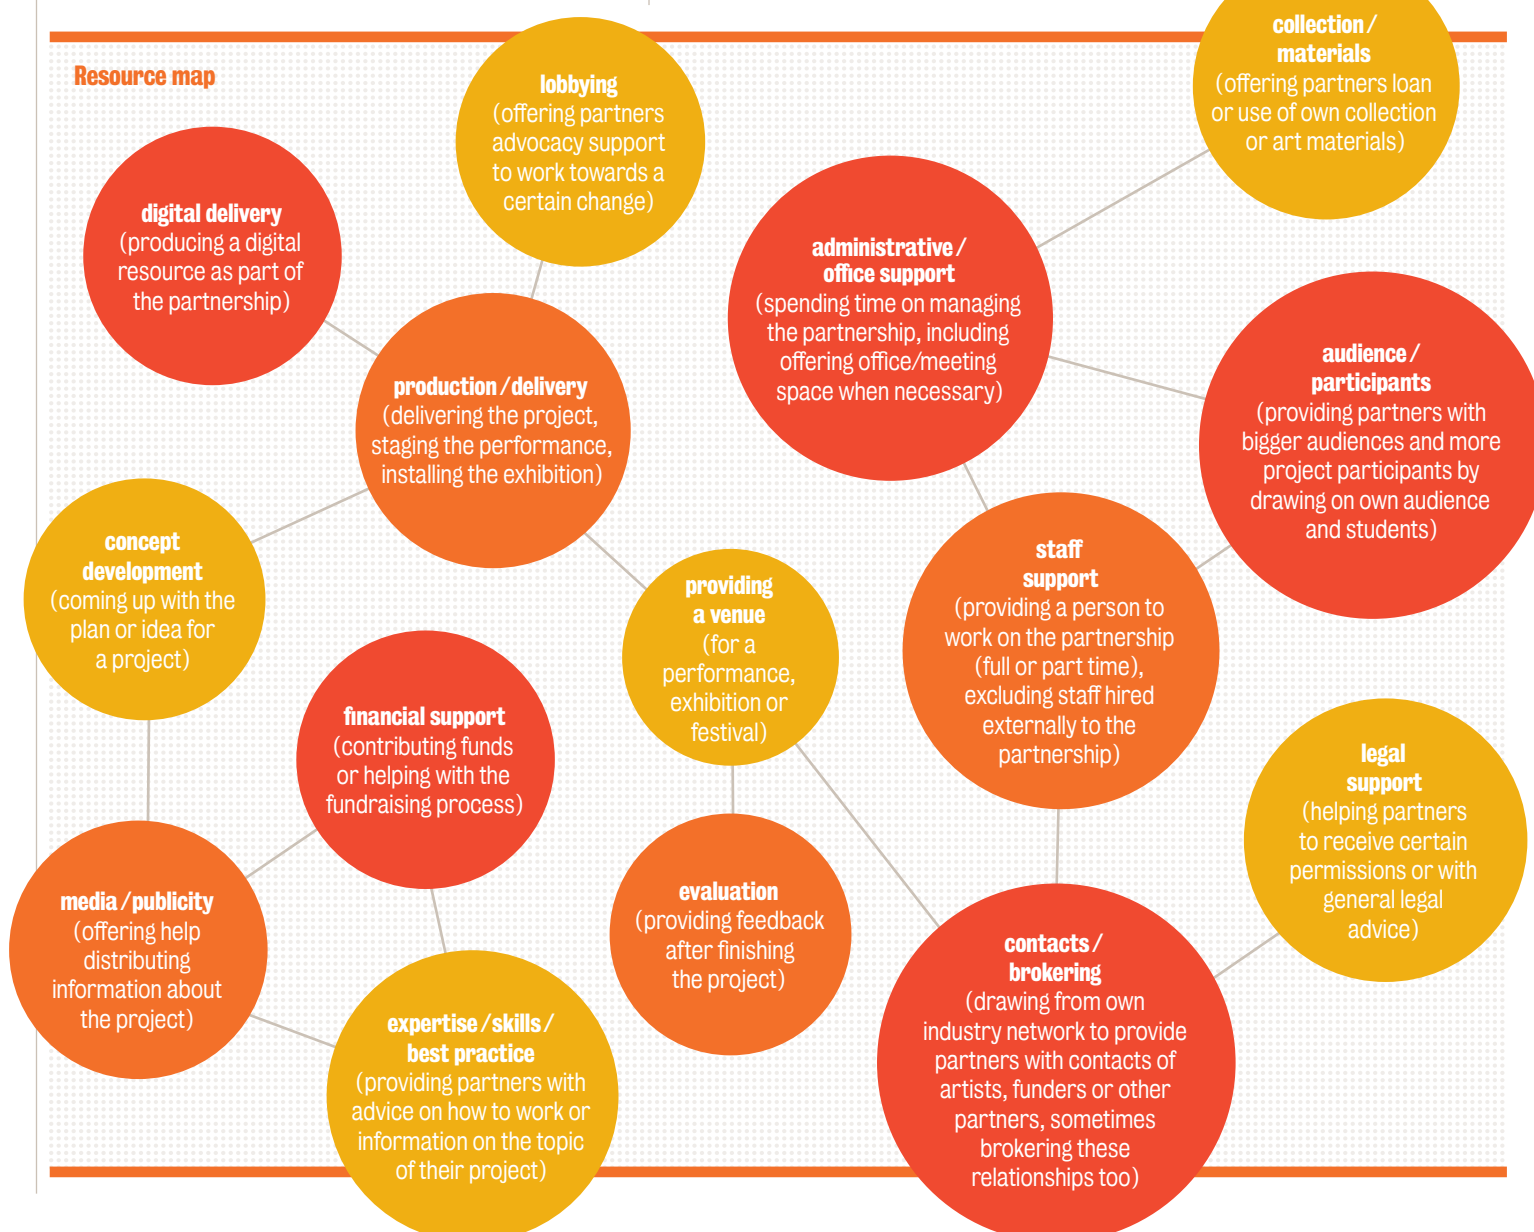 Resource map
lobbying
(offering partners
advocacy support
to work towards a
certain change)
collection /
materials
(offering partners loan
or use of own collection
or art materials)
digital delivery
(producing a digital
resource as part of
the partnership)
administrative /
office support
(spending time on managing
the partnership, including
offering office/meeting
space when necessary)
production / delivery
(delivering the project,
staging the performance,
installing the exhibition)
audience /
participants
(providing partners with
bigger audiences and more
project participants by
drawing on own audience
and students)
concept
development
(coming up with the
plan or idea for
a project)
providing
a venue
(for a
performance,
exhibition or
festival)
staff
support
(providing a person to
work on the partnership
(full or part time),
excluding staff hired
externally to the
partnership)
financial support
(contributing funds
or helping with the
fundraising process)
legal
support
(helping partners
to receive certain
permissions or with
general legal
advice)
media / publicity
(offering help
distributing
information about
the project)
evaluation
(providing feedback
after finishing
the project)
contacts /
brokering
(drawing from own
industry network to provide
partners with contacts of
artists, funders or other
partners, sometimes
brokering these
relationships too)
expertise / skills /
best practice
(providing partners with
advice on how to work or
information on the topic
of their project)